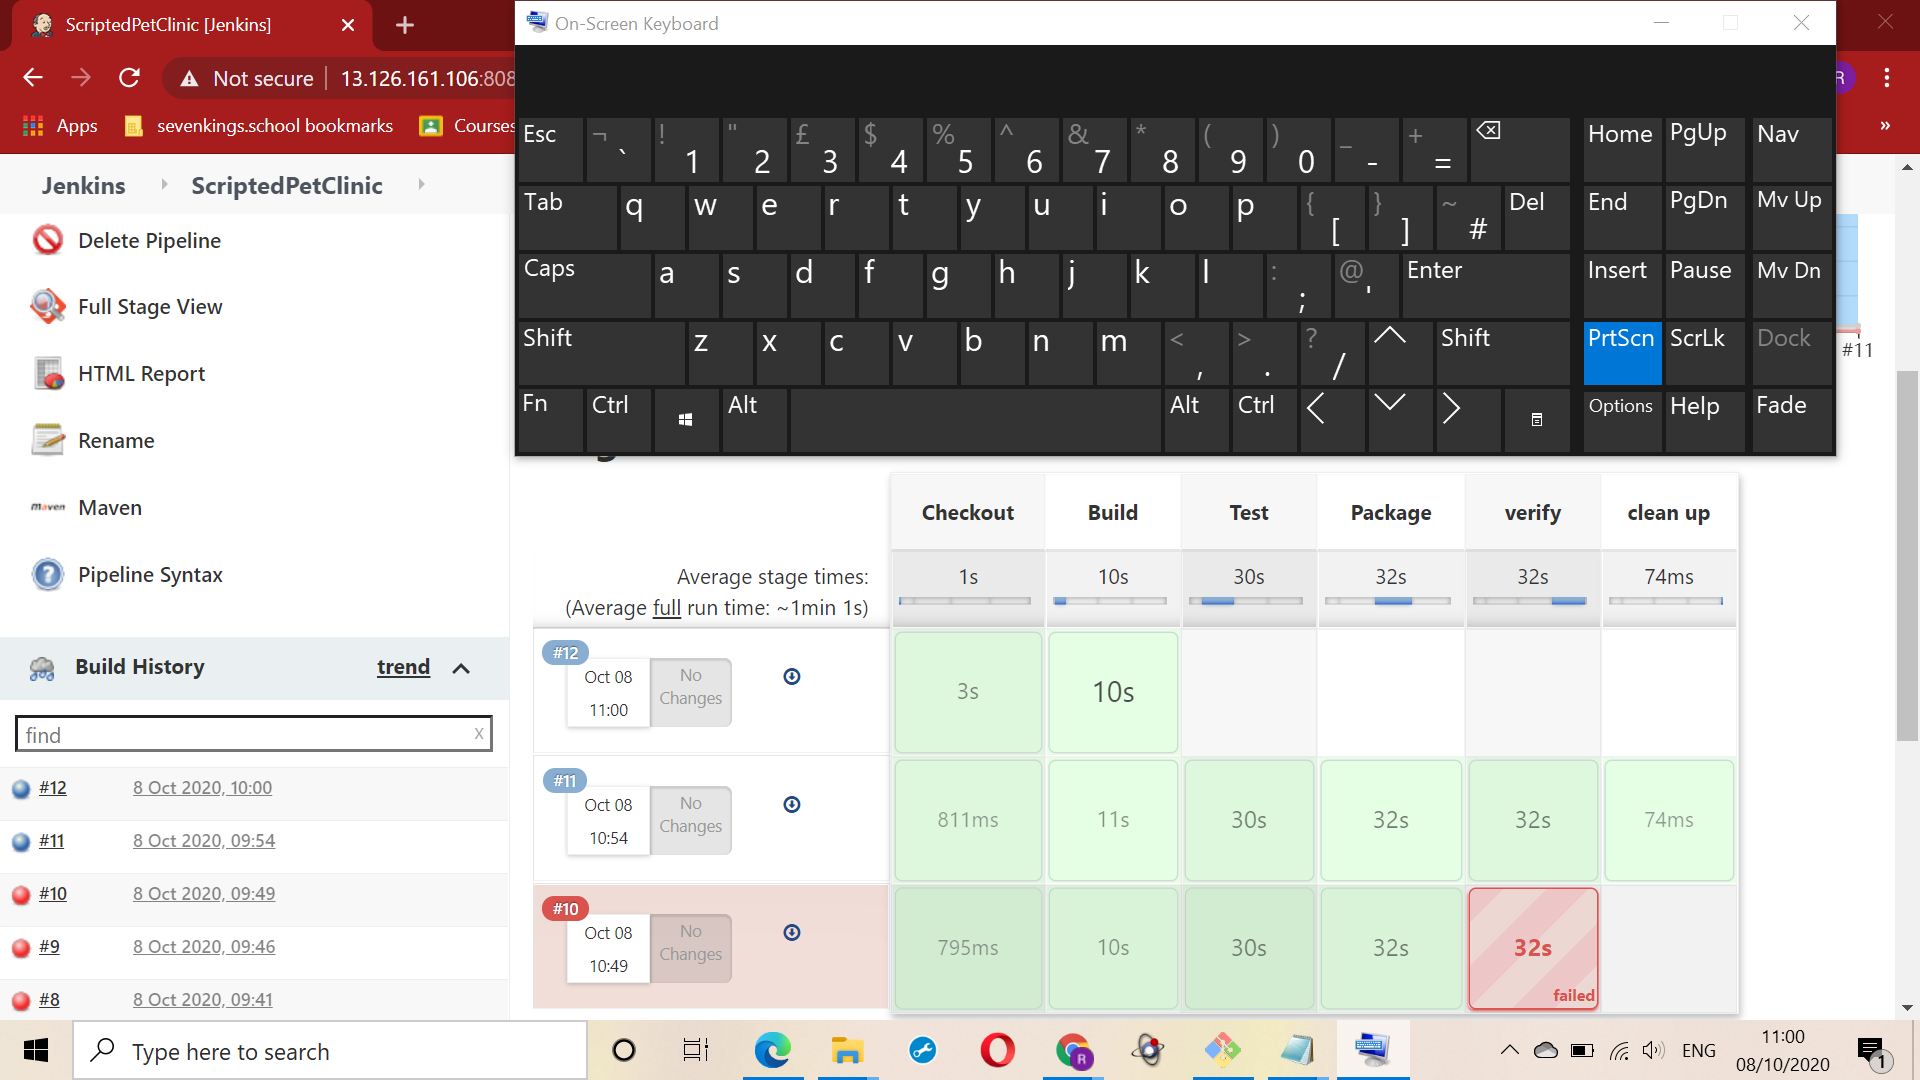 ScriptedPetClinic [Jenkins]
On-Screen Keyboard
Not secure
13.126.161.106:808
R
Apps
sevenkings.school bookmarks
Courses
»
Esc ¬ ` ! 1 " 2 £ 3 $ 4 % 5 ^ 6 & 7 * 8 ( 9 ) 0 _ - + = Home PgUp Nav
Tab q w e r t y u i o p { [ } ] ~ # Del End PgDn Mv Up
Caps a s d f g h j k l : ; @ ' Enter Insert Pause Mv Dn
Shift z x c v b n m < , > . ? / Shift PrtScn ScrLk Dock
Fn Ctrl Alt Alt Ctrl Options Help Fade
Jenkins
ScriptedPetClinic
Delete Pipeline
Full Stage View
HTML Report
Rename
maven Maven
Pipeline Syntax
Build History
trend
find
x
#12 8 Oct 2020, 10:00
#11 8 Oct 2020, 09:54
#10 8 Oct 2020, 09:49
#9 8 Oct 2020, 09:46
#8 8 Oct 2020, 09:41
#11
Checkout Build Test Package verify clean up
Average stage times: 1s 10s 30s 32s 32s 74ms
(Average full run time: ~1min 1s)
#12
Oct 08
11:00
No
Changes
3s 10s
#11
Oct 08
10:54
No
Changes
811ms 11s 30s 32s 32s 74ms
#10
Oct 08
10:49
No
Changes
795ms 10s 30s 32s 32s
failed
Type here to search
R
ENG
11:00
08/10/2020
1